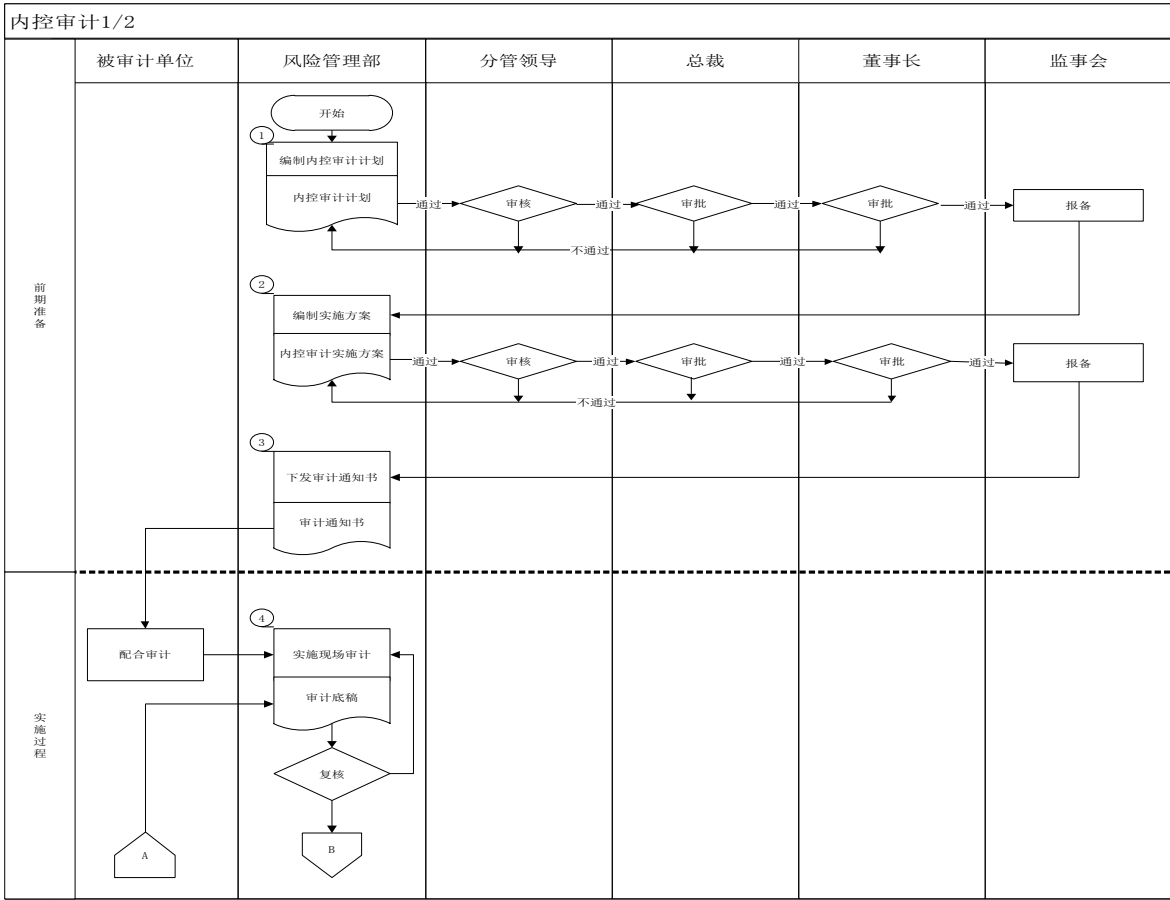 内控审计1/2
被审计单位
风险管理部
分管领导
总裁
董事长
监事会
前期准备
开始
1
编制内控审计计划
内控审计计划
通过
审核
通过
审批
通过
审批
通过
报备
不通过
2
编制实施方案
内控审计实施方案
通过
审核
通过
审批
通过
审批
通过
报备
不通过
3
下发审计通知书
审计通知书
实施过程
4
配合审计
实施现场审计
审计底稿
复核
A
B